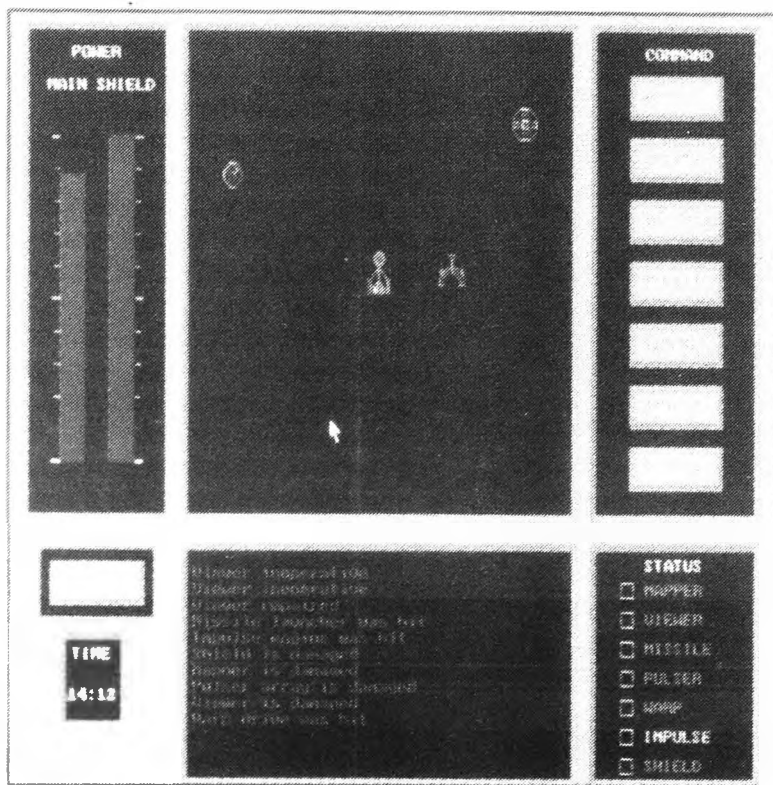 POWER
MAIN SHIELD
COMMAND
Viewer inoperative
Viewer inoperative
Viewer repaired
Missile launcher was hit
Impulse engine was hit
Shield is damaged
Mapper is damaged
Pulser error is damaged
Viewer is damaged
Warp drive was hit
TIME
14:12
STATUS
MAPPER
VIEWER
MISSILE
PULSER
WARP
IMPULSE
SHIELD